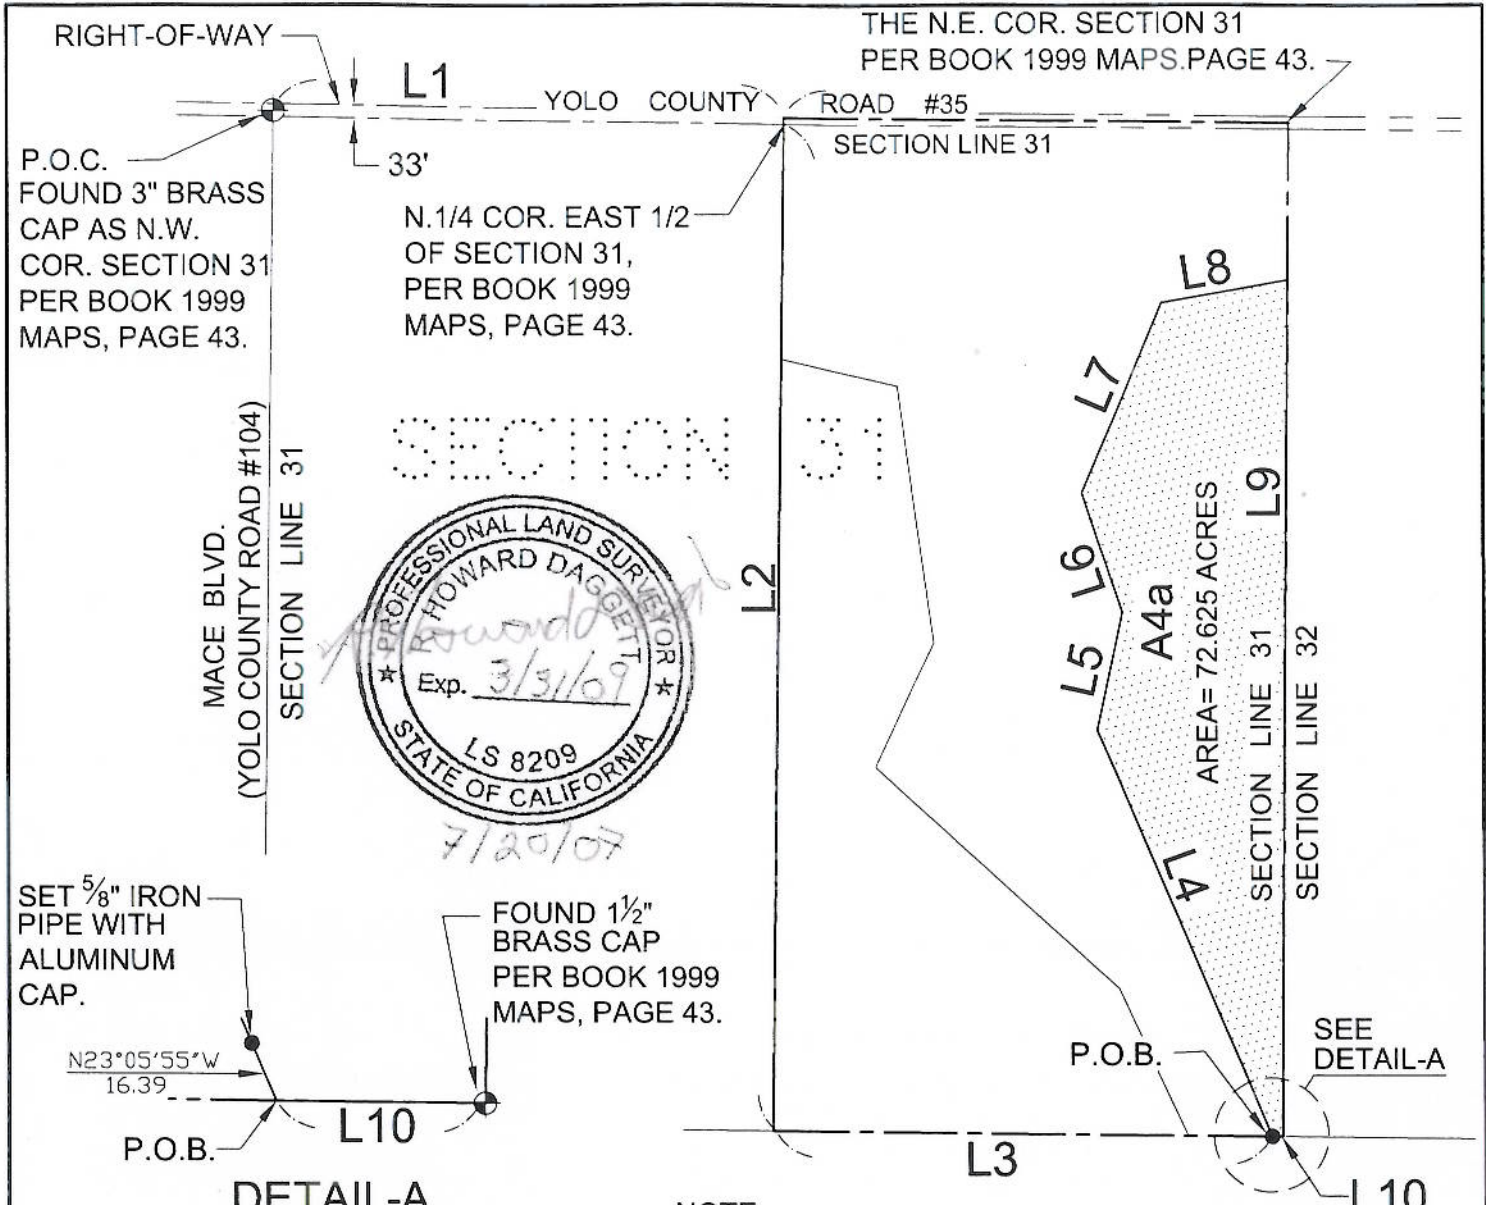 RIGHT-OF-WAY
L1
THE N.E. COR. SECTION 31
PER BOOK 1999 MAPS.PAGE 43.
YOLO COUNTY ROAD #35
SECTION LINE 31
33'
P.O.C.
FOUND 3" BRASS
CAP AS N.W.
COR. SECTION 31
PER BOOK 1999
MAPS, PAGE 43.
N.1/4 COR. EAST 1/2
OF SECTION 31,
PER BOOK 1999
MAPS, PAGE 43.
L8
L7
SECTION 31
MACE BLVD.
(YOLO COUNTY ROAD #104)
SECTION LINE 31
PROFESSIONAL LAND SURVEYOR
R. HOWARD DAGGETT
Exp. 3/31/09
LS 8209
STATE OF CALIFORNIA
7/20/07
L2
L6
L5
A4a
AREA= 72.625 ACRES
L9
SECTION LINE 31
SECTION LINE 32
L4
SET 5/8" IRON
PIPE WITH
ALUMINUM
CAP.
FOUND 1½"
BRASS CAP
PER BOOK 1999
MAPS, PAGE 43.
N23°05'55"W
16.39
L10
P.O.B.
DETAIL-A
P.O.B.
SEE
DETAIL-A
L3
L10
NOTE